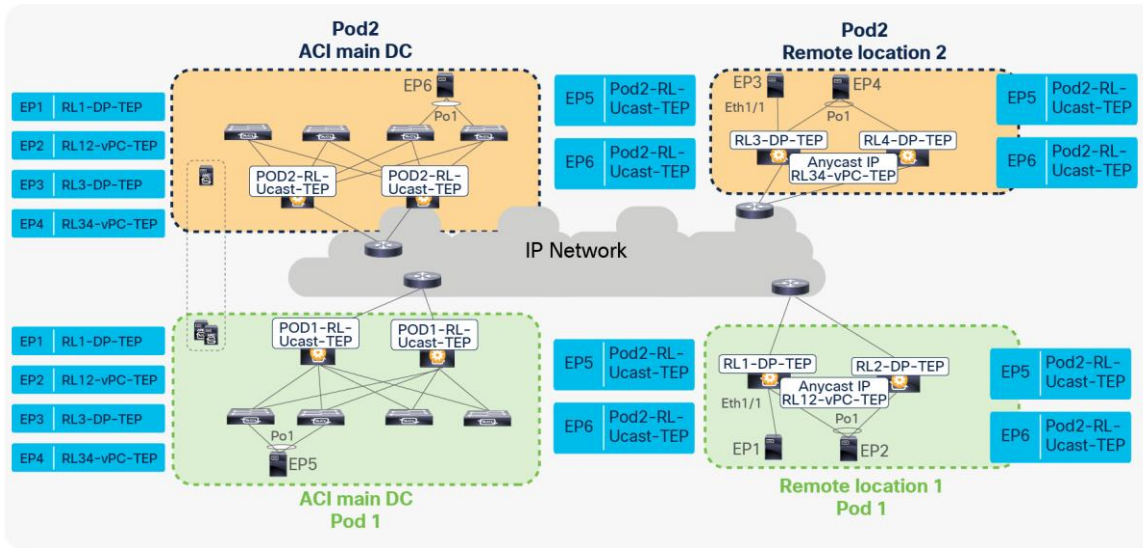 Pod2
ACI main DC
Pod2
Remote location 2
EP1 RL1-DP-TEP
EP2 RL12-vPC-TEP
EP3 RL3-DP-TEP
EP4 RL34-vPC-TEP
EP6
Po1
POD2-RL-
Ucast-TEP
POD2-RL-
Ucast-TEP
EP5 Pod2-RL-
Ucast-TEP
EP6 Pod2-RL-
Ucast-TEP
EP3
EP4
Eth1/1
Po1
RL3-DP-TEP
RL4-DP-TEP
Anycast IP
RL34-vPC-TEP
EP5 Pod2-RL-
Ucast-TEP
EP6 Pod2-RL-
Ucast-TEP
IP Network
EP1 RL1-DP-TEP
EP2 RL12-vPC-TEP
EP3 RL3-DP-TEP
EP4 RL34-vPC-TEP
POD1-RL-
Ucast-TEP
POD1-RL-
Ucast-TEP
Po1
EP5
EP5 Pod2-RL-
Ucast-TEP
EP6 Pod2-RL-
Ucast-TEP
RL1-DP-TEP
RL2-DP-TEP
Anycast IP
RL12-vPC-TEP
Eth1/1
Po1
EP1
EP2
EP5 Pod2-RL-
Ucast-TEP
EP6 Pod2-RL-
Ucast-TEP
ACI main DC
Pod 1
Remote location 1
Pod 1